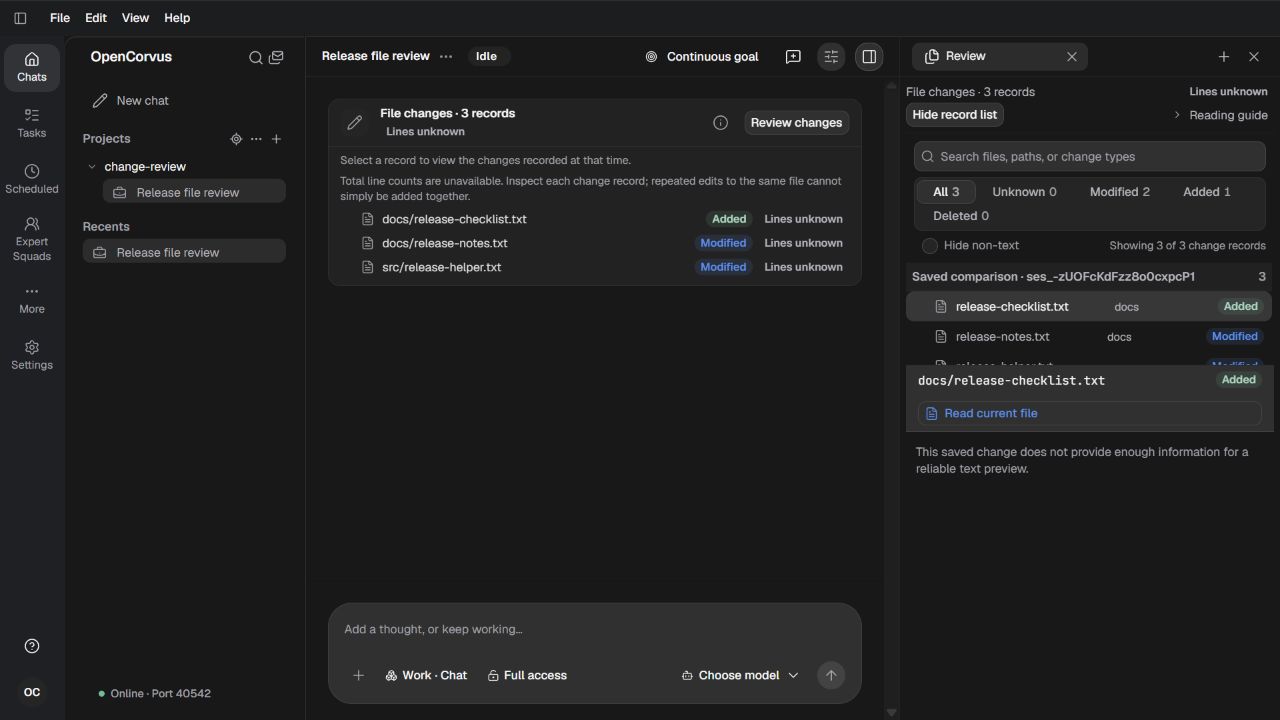 File Edit View Help
Chats
Tasks
Scheduled
Expert
Squads
More
Settings
OC
OpenCorvus
New chat
Projects
change-review
Release file review
Recents
Release file review
Online · Port 40542
Release file review
Idle
Continuous goal
File changes · 3 records
Lines unknown
Review changes
Select a record to view the changes recorded at that time.
Total line counts are unavailable. Inspect each change record; repeated edits to the same file cannot
simply be added together.
docs/release-checklist.txt Added Lines unknown
docs/release-notes.txt Modified Lines unknown
src/release-helper.txt Modified Lines unknown
Add a thought, or keep working...
Work · Chat Full access Choose model
Review
File changes · 3 records Lines unknown
Hide record list Reading guide
Search files, paths, or change types
All 3 Unknown 0 Modified 2 Added 1
Deleted 0
Hide non-text Showing 3 of 3 change records
Saved comparison · ses_-zUOFcKdFzz8o0cxpcP1 3
release-checklist.txt docs Added
release-notes.txt docs Modified
release-helper.txt Modified
docs/release-checklist.txt Added
Read current file
This saved change does not provide enough information for a
reliable text preview.